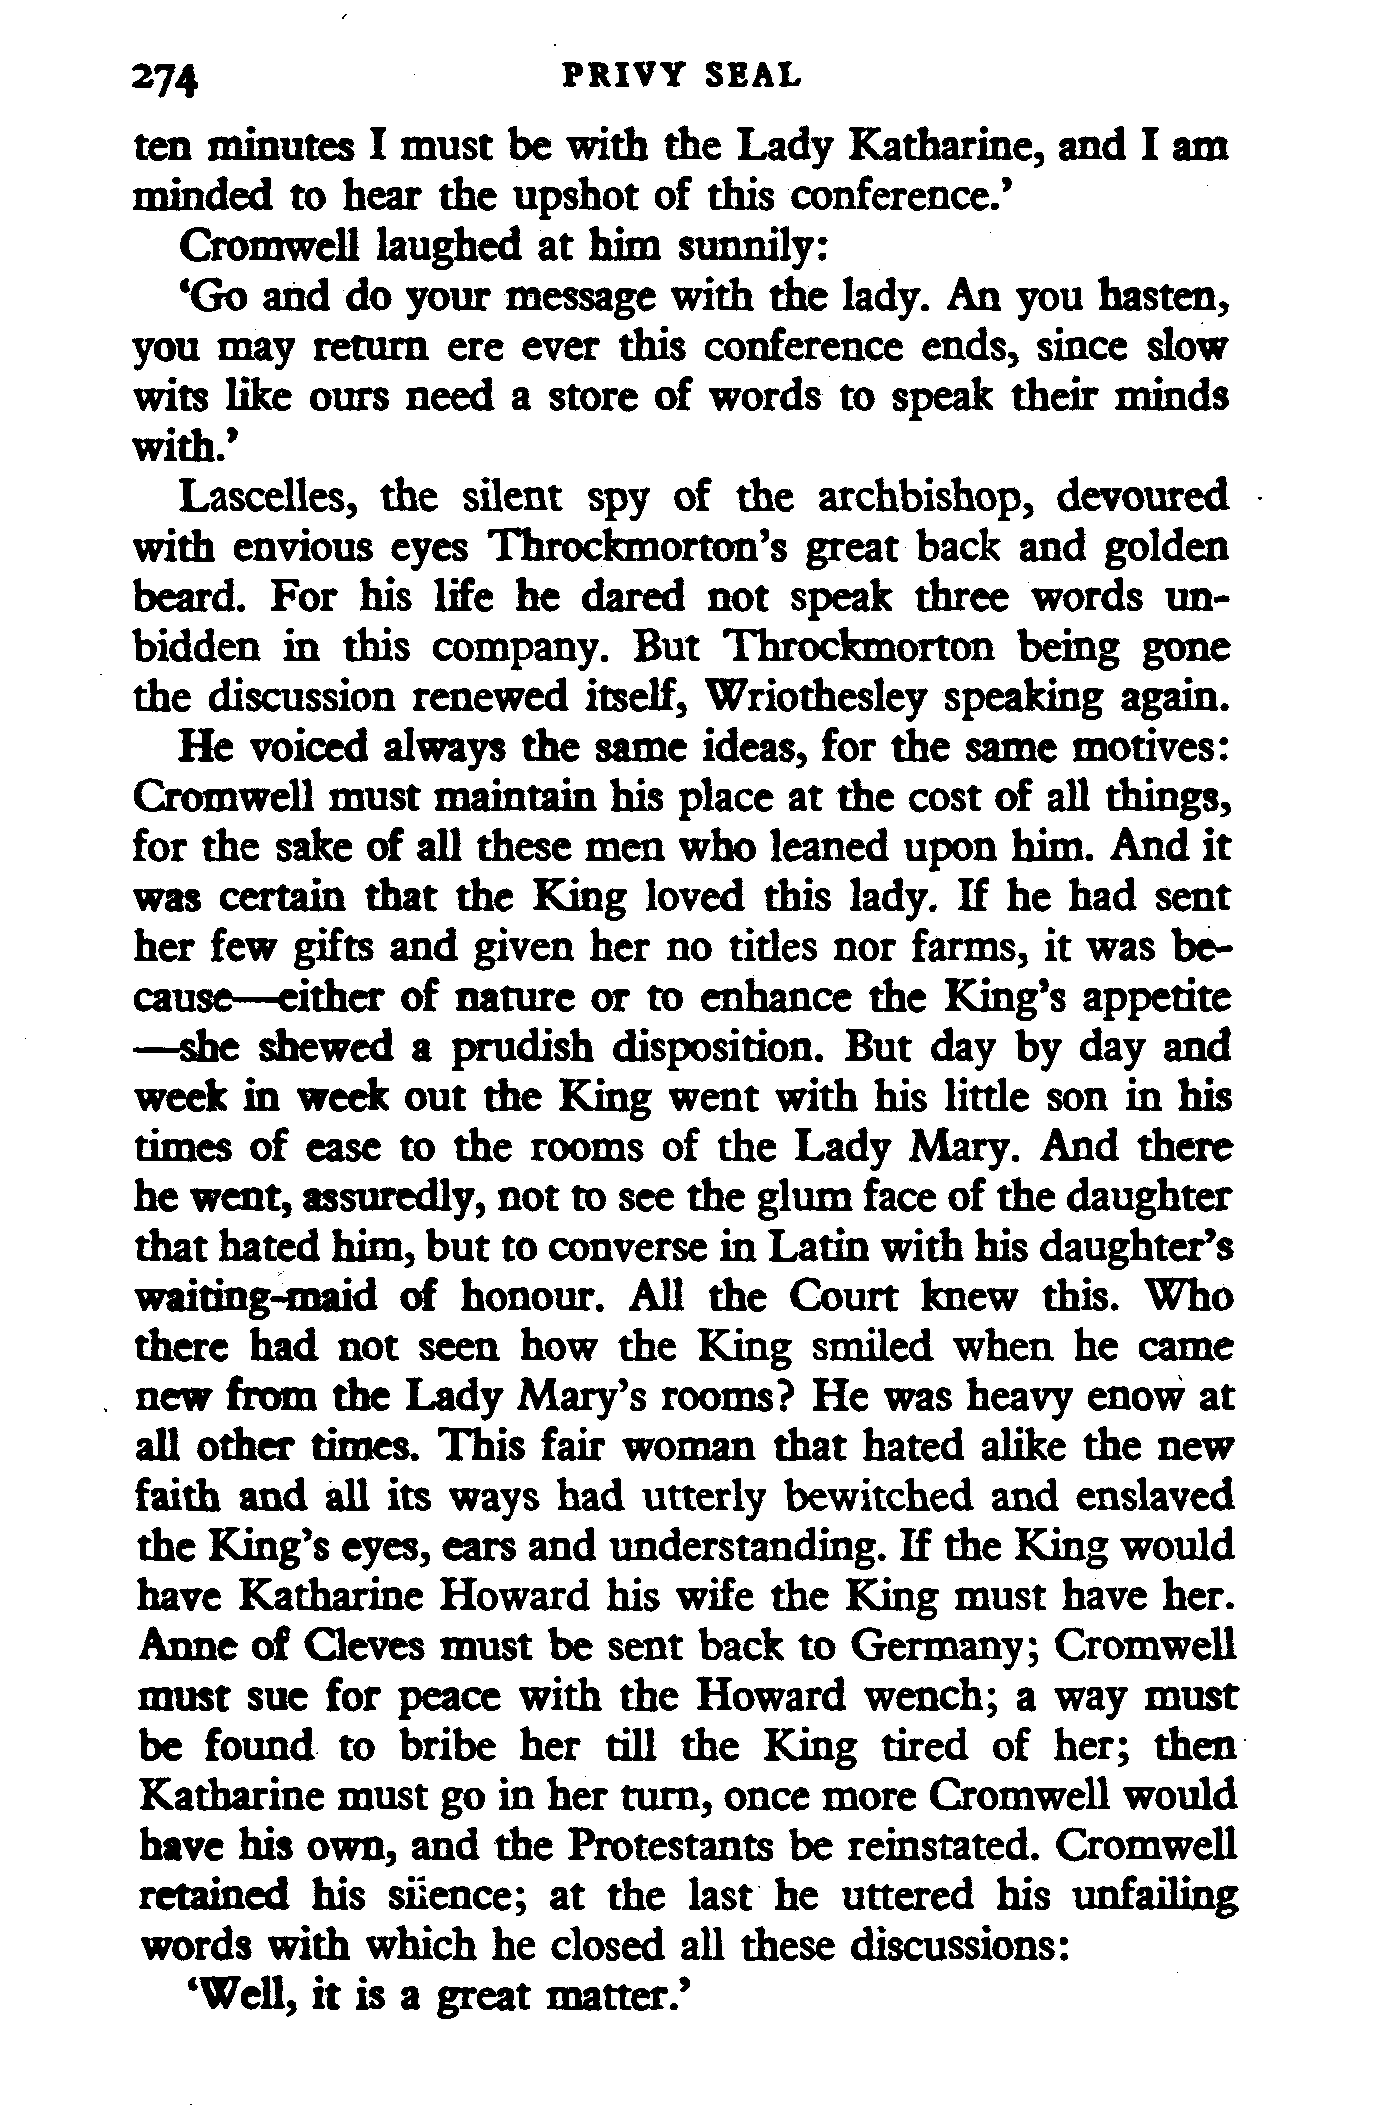 274 PRIVY SEAL
ten minutes I must be with the Lady Katharine, and I am
minded to hear the upshot of this conference.’
Cromwell laughed at him sunnily:
‘Go and do your message with the lady. An you hasten,
you may return ere ever this conference ends, since slow
wits like ours need a store of words to speak their minds
with.’
Lascelles, the silent spy of the archbishop, devoured
with envious eyes Throckmorton’s great back and golden
beard. For his life he dared not speak three words un-
bidden in this company. But Throckmorton being gone
the discussion renewed itself, Wriothesley speaking again.
He voiced always the same ideas, for the same motives:
Cromwell must maintain his place at the cost of all things,
for the sake of all these men who leaned upon him. And it
was certain that the King loved this lady. If he had sent
her few gifts and given her no titles nor farms, it was be-
cause—either of nature or to enhance the King’s appetite
—she shewed a prudish disposition. But day by day and
week in week out the King went with his little son in his
times of ease to the rooms of the Lady Mary. And there
he went, assuredly, not to see the glum face of the daughter
that hated him, but to converse in Latin with his daughter’s
waiting-maid of honour. All the Court knew this. Who
there had not seen how the King smiled when he came
new from the Lady Mary’s rooms? He was heavy enow at
all other times. This fair woman that hated alike the new
faith and all its ways had utterly bewitched and enslaved
the King’s eyes, ears and understanding. If the King would
have Katharine Howard his wife the King must have her.
Anne of Cleves must be sent back to Germany; Cromwell
must sue for peace with the Howard wench; a way must
be found to bribe her till the King tired of her; then
Katharine must go in her turn, once more Cromwell would
have his own, and the Protestants be reinstated. Cromwell
retained his silence; at the last he uttered his unfailing
words with which he closed all these discussions:
‘Well, it is a great matter.’